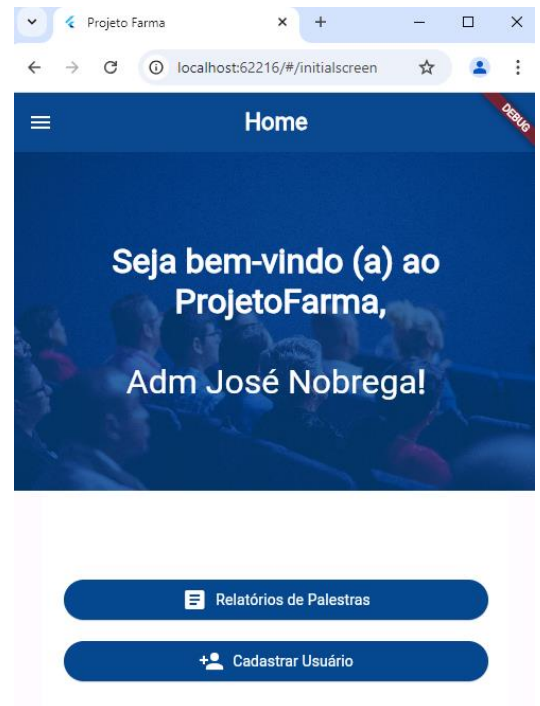 Projeto Farma
localhost:62216/#/initialscreen
Home
DEBUG
Seja bem-vindo (a) ao
ProjetoFarma,
Adm José Nobrega!
Relatórios de Palestras
Cadastrar Usuário